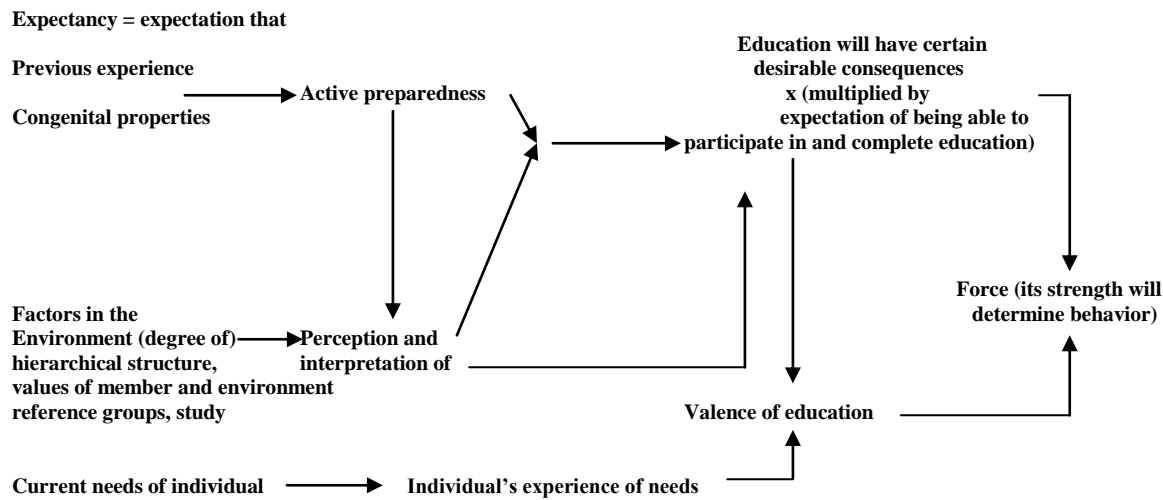 Expectancy = expectation that
Previous experience
Congenital properties
Active preparedness
Education will have certain
desirable consequences
x (multiplied by
expectation of being able to
participate in and complete education)
Force (its strength will
determine behavior)
Factors in the
Environment (degree of)
hierarchical structure,
values of member and environment
reference groups, study
Perception and
interpretation of
Valence of education
Current needs of individual
Individual's experience of needs